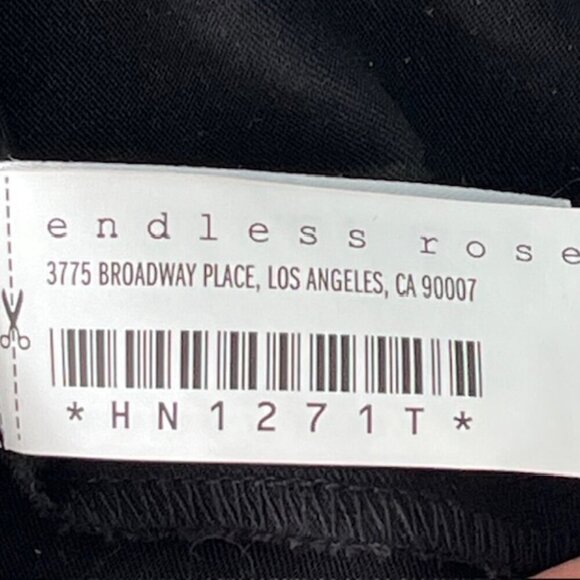 endless rose
3775 BROADWAY PLACE, LOS ANGELES, CA 90007
*HN1271T*